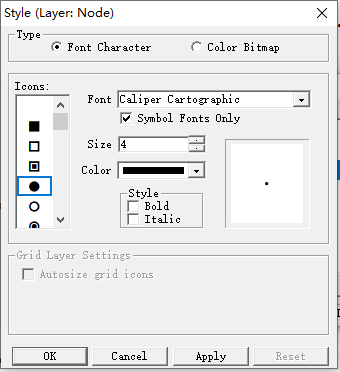 Style (Layer: Node)
Type
Font Character
Color Bitmap
Icons:
Font
Caliper Cartographic
Symbol Fonts Only
Size
4
Color
Style
Bold
Italic
Grid Layer Settings
Autosize grid icons
OK
Cancel
Apply
Reset